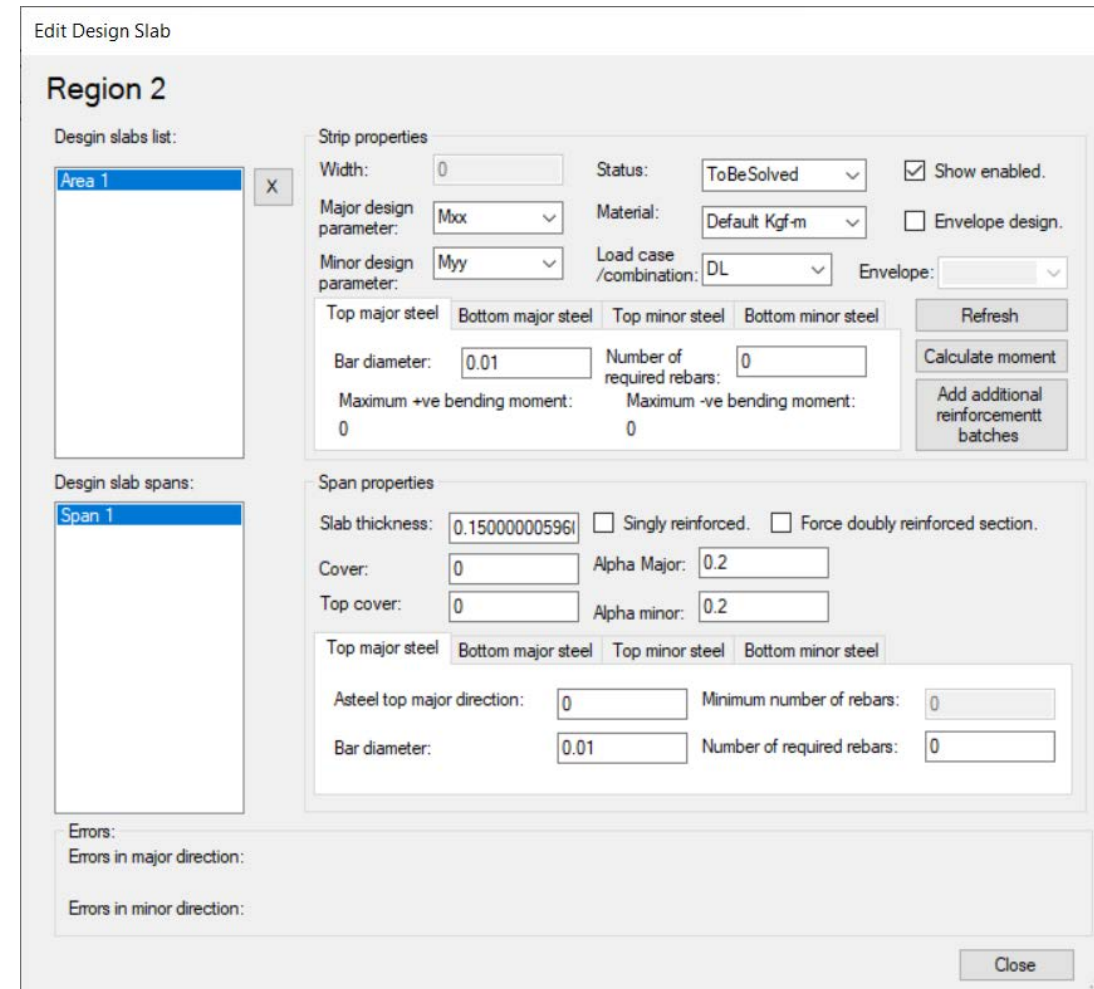 Edit Design Slab
Region 2
Desgin slabs list:
Area 1
X
Strip properties
Width: 0 Status: ToBeSolved Show enabled.
Major design
parameter: Mxx Material: Default Kgf-m Envelope design.
Minor design
parameter: Myy Load case
/combination: DL Envelope:
Top major steel Bottom major steel Top minor steel Bottom minor steel Refresh
Bar diameter: 0.01 Number of
required rebars: 0 Calculate moment
Maximum +ve bending moment: Maximum -ve bending moment:
0 0
Add additional
reinforcementt
batches
Desgin slab spans:
Span 1
Span properties
Slab thickness: 0.15000000596( Singly reinforced. Force doubly reinforced section.
Cover: 0 Alpha Major: 0.2
Top cover: 0 Alpha minor: 0.2
Top major steel Bottom major steel Top minor steel Bottom minor steel
Asteel top major direction: 0 Minimum number of rebars: 0
Bar diameter: 0.01 Number of required rebars: 0
Errors:
Errors in major direction:
Errors in minor direction:
Close